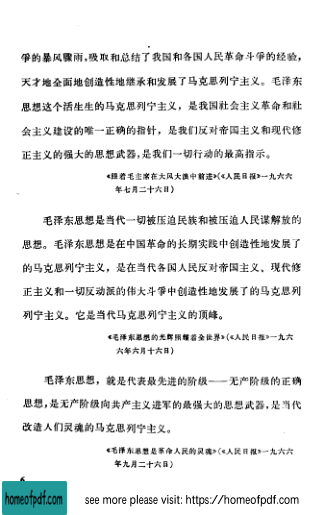 爭的暴风骤雨，吸取和总结了我国和各国人民革命斗爭的经验，
天才地全面地创造性地继承和发展了马克思列宁主义。毛泽东
思想这个活生生的马克思列宁主义，是我国社会主义革命和社
会主义建设的唯一正确的指针，是我们反对帝国主义和现代修
正主义的强大的思想武器，是我们一切行动的最高指示。
《跟着毛主席在大风大浪中前进》（《人民日报》一九六六
年七月二十六日）
毛泽东思想是当代一切被压迫民族和被压迫人民谋解放的
思想。毛泽东思想是在中国革命的长期实践中创造性地发展了
的马克思列宁主义，是在当代各国人民反对帝国主义、现代修
正主义和一切反动派的伟大斗爭中创造性地发展了的马克思列
列宁主义。它是当代马克思列宁主义的顶峰。
《毛泽东思想的光辉照耀着全世界》（《人民日报》一九六
六年六月十六日）
毛泽东思想，就是代表最先进的阶级——无产阶级的正确
思想，是无产阶级向共产主义进军的最强大的思想武器，是当代
改造人们灵魂的马克思列宁主义。
《毛泽东思想是革命人民的灵魂》（《人民日报》一九六六
年九月二十六日）
6
homeofpdf.com
see more please visit: https://homeofpdf.com